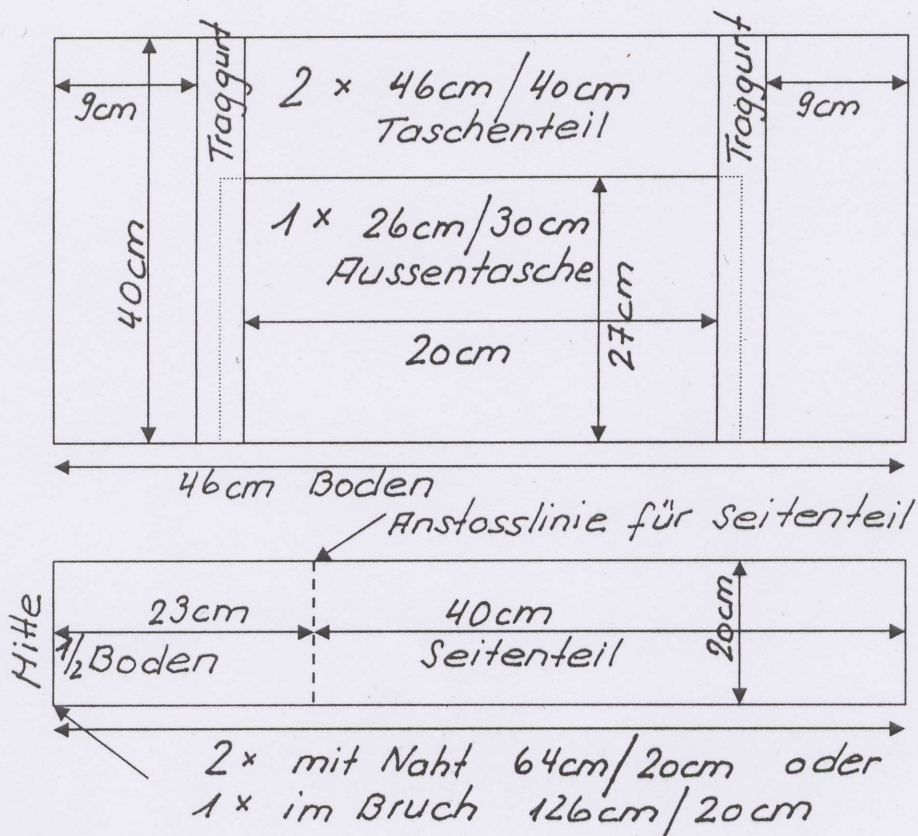 Traggurt
Traggurt
2 × 46cm/40cm
Taschenteil
9cm
9cm
40cm
1 × 26cm/30cm
Aussentasche
20cm
27cm
46cm Boden
Anstosslinie für Seitenteil
Mitte
23cm
40cm
20cm
1/2 Boden
Seitenteil
2 × mit Naht 64cm/20cm oder
1 × im Bruch 126cm/20cm